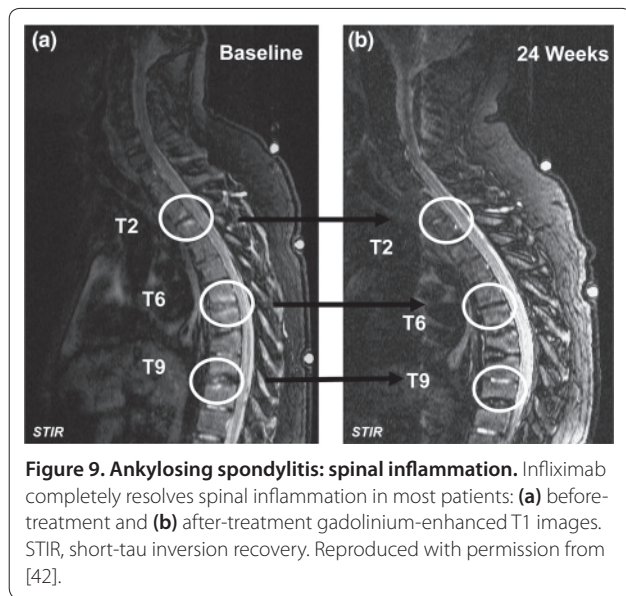 (a)
Baseline
T2
T6
T9
STIR
(b)
24 Weeks
T2
T6
T9
STIR
Figure 9. Ankylosing spondylitis: spinal inflammation. Infliximab
completely resolves spinal inflammation in most patients: (a) before-
treatment and (b) after-treatment gadolinium-enhanced T1 images.
STIR, short-tau inversion recovery. Reproduced with permission from
[42].